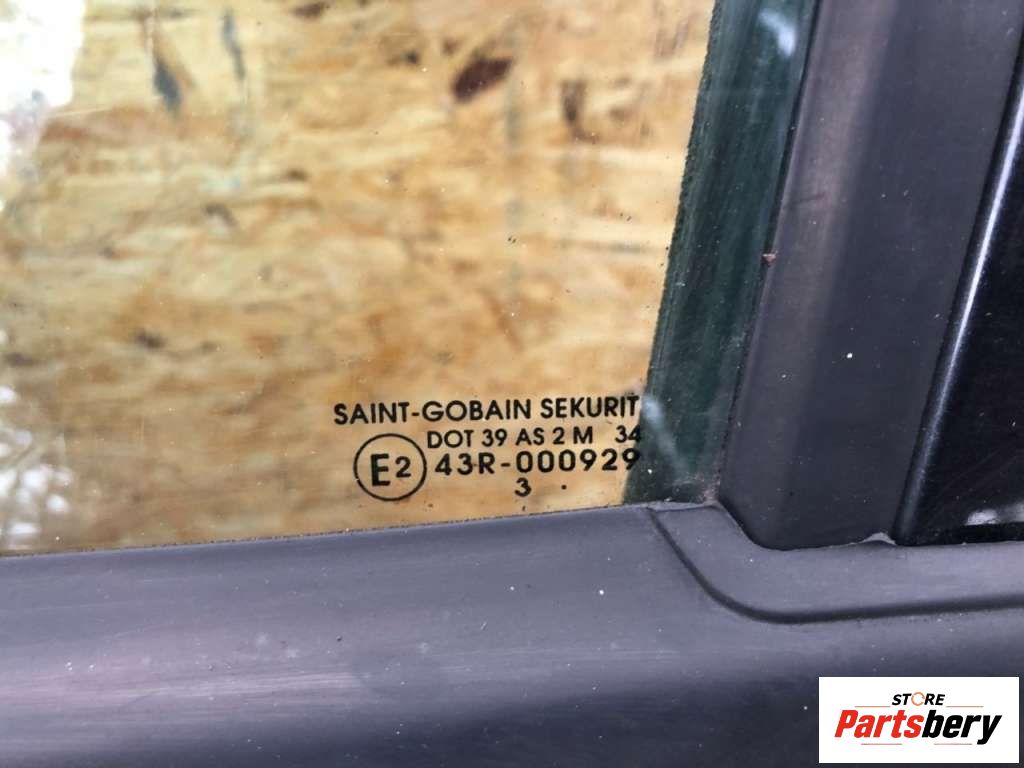 SAINT-GOBAIN SEKURIT
DOT 39 AS 2 M 34
E2 43R-000929
3 .
STORE
Partsbery